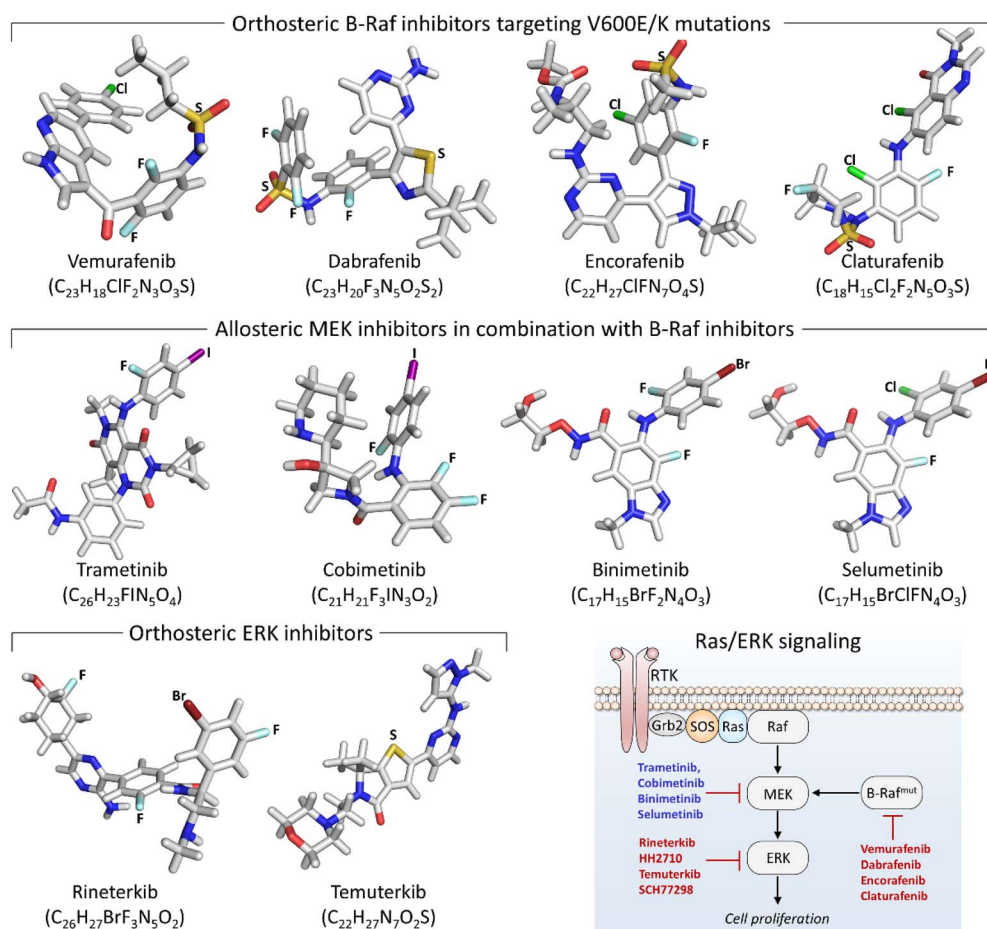 Orthosteric B-Raf inhibitors targeting V600E/K mutations
Cl
S
F
F
F
S
F
F
S
S
Cl
F
Cl
Cl
F
F
S
Vemurafenib
(C₂₃H₁₈ClF₂N₃O₃S)
Dabrafenib
(C₂₃H₂₀F₃N₅O₂S₂)
Encorafenib
(C₂₂H₂₇ClFN₇O₄S)
Claturafenib
(C₁₈H₁₅Cl₂F₂N₅O₃S)
Allosteric MEK inhibitors in combination with B-Raf inhibitors
F
I
I
F
F
F
F
Br
F
Cl
F
Trametinib
(C₂₆H₂₃FIN₅O₄)
Cobimetinib
(C₂₁H₂₁F₃IN₃O₂)
Binimetinib
(C₁₇H₁₅BrF₂N₄O₃)
Selumetinib
(C₁₇H₁₅BrClFN₄O₃)
Orthosteric ERK inhibitors
F
Br
F
F
S
Rineterkib
(C₂₆H₂₇BrF₃N₅O₂)
Temuterkib
(C₂₂H₂₇N₇O₂S)
Ras/ERK signaling
RTK
Grb2
SOS
Ras
Raf
Trametinib,
Cobimetinib
Binimetinib
Selumetinib
MEK
B-Rafᵐᵘᵗ
Rineterkib
HH2710
Temuterkib
SCH77298
ERK
Vemurafenib
Dabrafenib
Encorafenib
Claturafenib
Cell proliferation